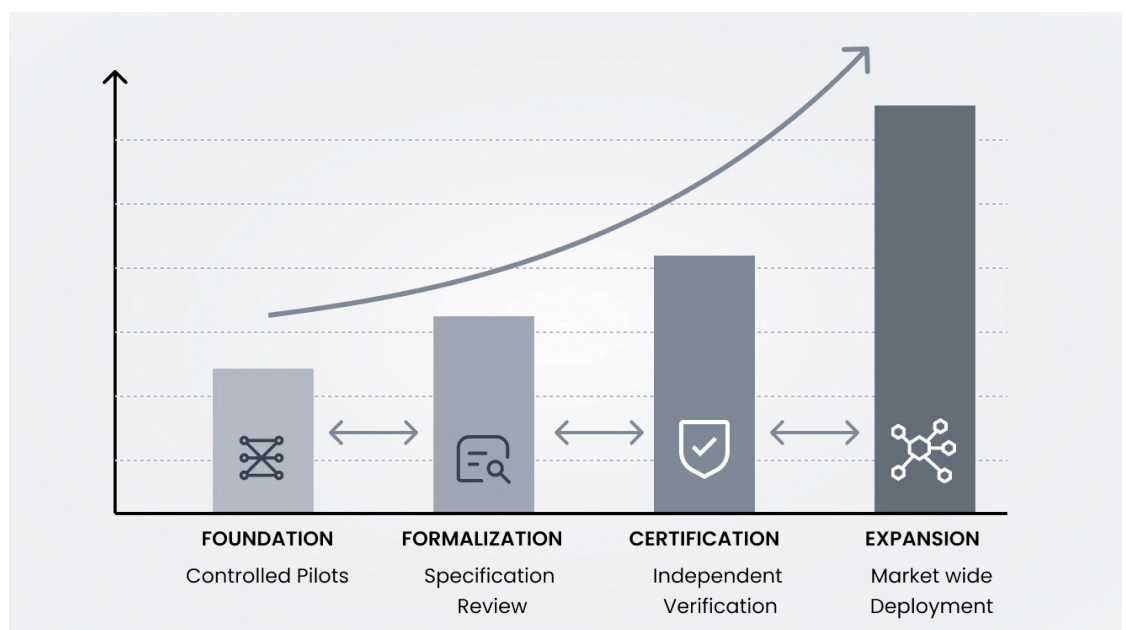 FOUNDATION
Controlled Pilots
FORMALIZATION
Specification
Review
CERTIFICATION
Independent
Verification
EXPANSION
Market wide
Deployment